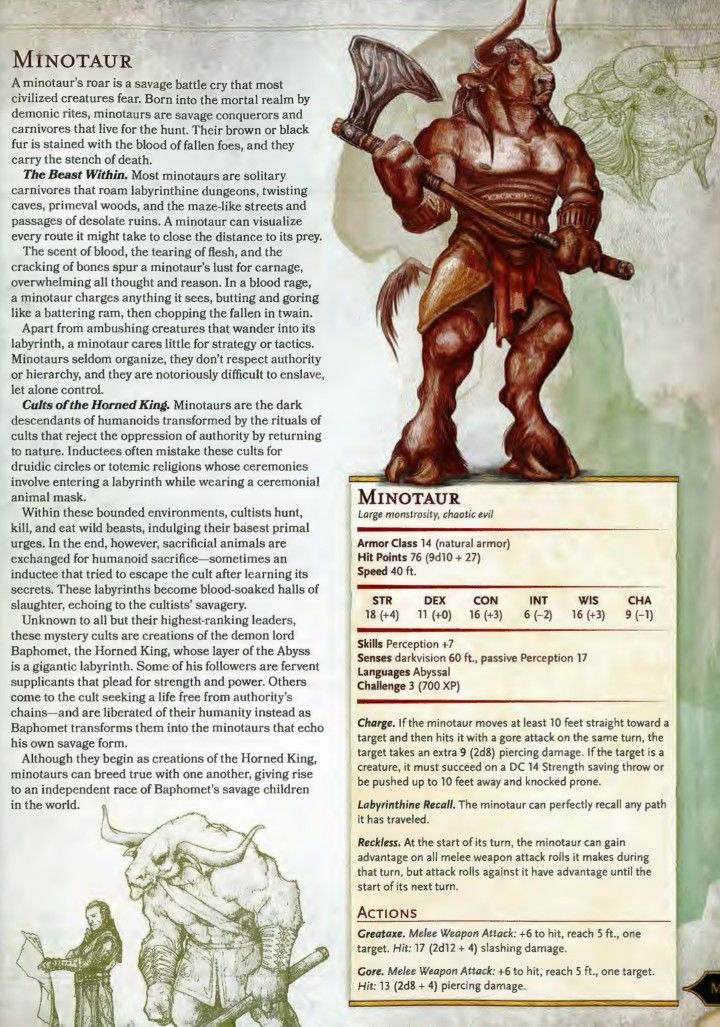 MINOTAUR
A minotaur's roar is a savage battle cry that most
civilized creatures fear. Born into the mortal realm by
demonic rites, minotaurs are savage conquerors and
carnivores that live for the hunt. Their brown or black
fur is stained with the blood of fallen foes, and they
carry the stench of death.
The Beast Within. Most minotaurs are solitary
carnivores that roam labyrinthine dungeons, twisting
caves, primeval woods, and the maze-like streets and
passages of desolate ruins. A minotaur can visualize
every route it might take to close the distance to its prey.
The scent of blood, the tearing of flesh, and the
cracking of bones spur a minotaur's lust for carnage,
overwhelming all thought and reason. In a blood rage,
a minotaur charges anything it sees, butting and goring
like a battering ram, then chopping the fallen in twain.
Apart from ambushing creatures that wander into its
labyrinth, a minotaur cares little for strategy or tactics.
Minotaurs seldom organize, they don't respect authority
or hierarchy, and they are notoriously difficult to enslave,
let alone control.
Cults of the Horned King. Minotaurs are the dark
descendants of humanoids transformed by the rituals of
cults that reject the oppression of authority by returning
to nature. Inductees often mistake these cults for
druidic circles or totemic religions whose ceremonies
involve entering a labyrinth while wearing a ceremonial
animal mask.
Within these bounded environments, cultists hunt,
kill, and eat wild beasts, indulging their basest primal
urges. In the end, however, sacrificial animals are
exchanged for humanoid sacrifice—sometimes an
inductee that tried to escape the cult after learning its
secrets. These labyrinths become blood-soaked halls of
slaughter, echoing to the cultists' savagery.
Unknown to all but their highest-ranking leaders,
these mystery cults are creations of the demon lord
Baphomet, the Horned King, whose layer of the Abyss
is a gigantic labyrinth. Some of his followers are fervent
supplicants that plead for strength and power. Others
come to the cult seeking a life free from authority's
chains—and are liberated of their humanity instead as
Baphomet transforms them into the minotaurs that echo
his own savage form.
Although they begin as creations of the Horned King,
minotaurs can breed true with one another, giving rise
to an independent race of Baphomet's savage children
in the world.
MINOTAUR
Large monstrosity, chaotic evil
Armor Class 14 (natural armor)
Hit Points 76 (9d10 + 27)
Speed 40 ft.
STR DEX CON INT WIS CHA
18 (+4) 11 (+0) 16 (+3) 6 (−2) 16 (+3) 9 (−1)
Skills Perception +7
Senses darkvision 60 ft., passive Perception 17
Languages Abyssal
Challenge 3 (700 XP)
Charge. If the minotaur moves at least 10 feet straight toward a
target and then hits it with a gore attack on the same turn, the
target takes an extra 9 (2d8) piercing damage. If the target is a
creature, it must succeed on a DC 14 Strength saving throw or
be pushed up to 10 feet away and knocked prone.
Labyrinthine Recall. The minotaur can perfectly recall any path
it has traveled.
Reckless. At the start of its turn, the minotaur can gain
advantage on all melee weapon attack rolls it makes during
that turn, but attack rolls against it have advantage until the
start of its next turn.
ACTIONS
Greataxe. Melee Weapon Attack: +6 to hit, reach 5 ft., one
target. Hit: 17 (2d12 + 4) slashing damage.
Gore. Melee Weapon Attack: +6 to hit, reach 5 ft., one target.
Hit: 13 (2d8 + 4) piercing damage.
M